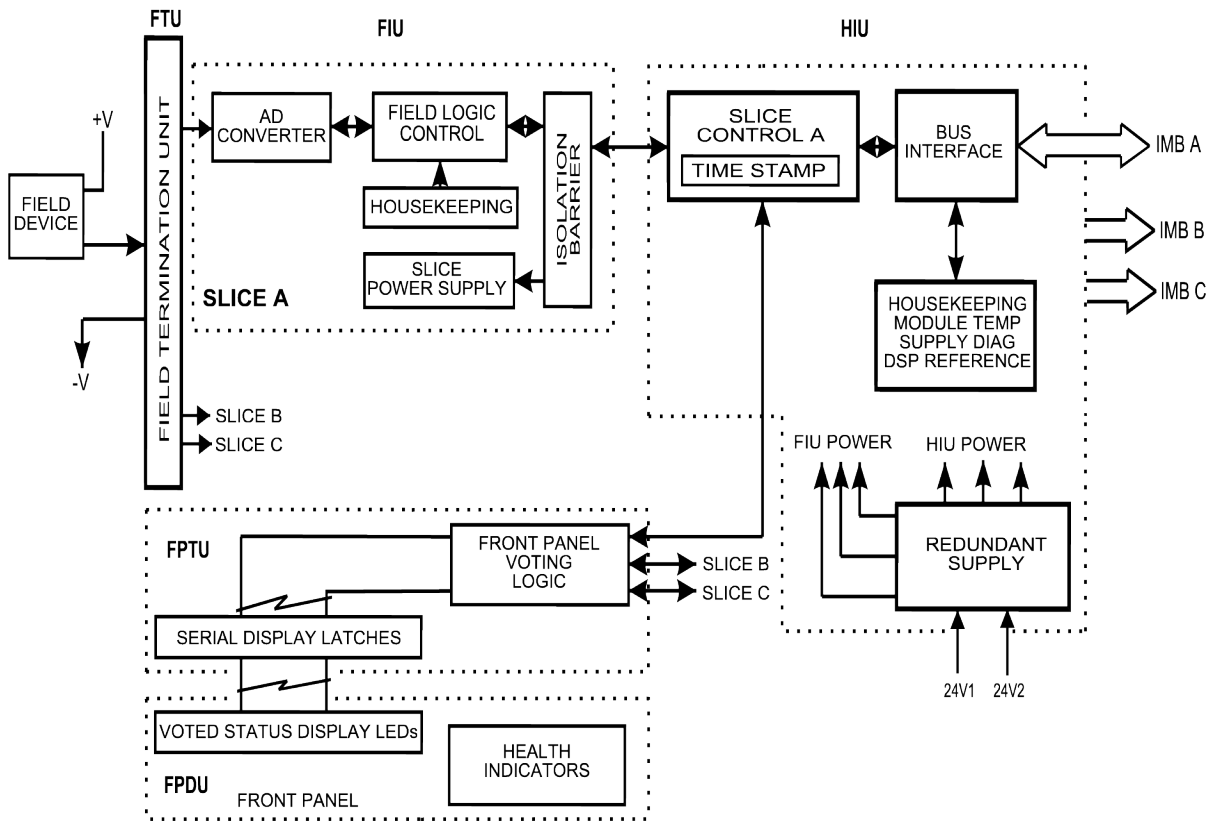 FTU
FIU
HIU
FIELD TERMINATION UNIT
+V
FIELD
DEVICE
-V
AD
CONVERTER
FIELD LOGIC
CONTROL
HOUSEKEEPING
SLICE
POWER SUPPLY
ISOLATION
BARRIER
SLICE A
SLICE B
SLICE C
SLICE
CONTROL A
TIME STAMP
BUS
INTERFACE
IMB A
IMB B
IMB C
HOUSEKEEPING
MODULE TEMP
SUPPLY DIAG
DSP REFERENCE
FIU POWER
HIU POWER
REDUNDANT
SUPPLY
24V1
24V2
FPTU
FRONT PANEL
VOTING
LOGIC
SLICE B
SLICE C
SERIAL DISPLAY LATCHES
VOTED STATUS DISPLAY LEDs
HEALTH
INDICATORS
FPDU
FRONT PANEL